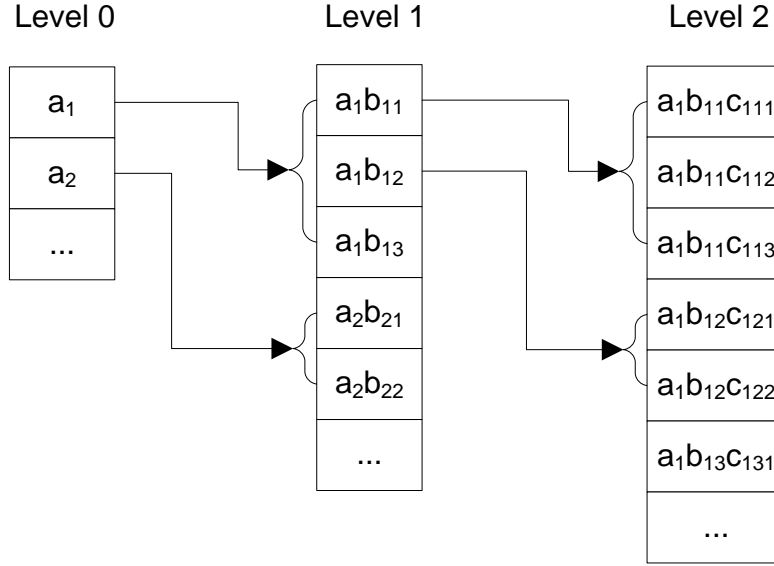 Level 0
Level 1
Level 2
a₁
a₂
...
a₁b₁₁
a₁b₁₂
a₁b₁₃
a₂b₂₁
a₂b₂₂
...
a₁b₁₁c₁₁₁
a₁b₁₁c₁₁₂
a₁b₁₁c₁₁₃
a₁b₁₂c₁₂₁
a₁b₁₂c₁₂₂
a₁b₁₃c₁₃₁
...